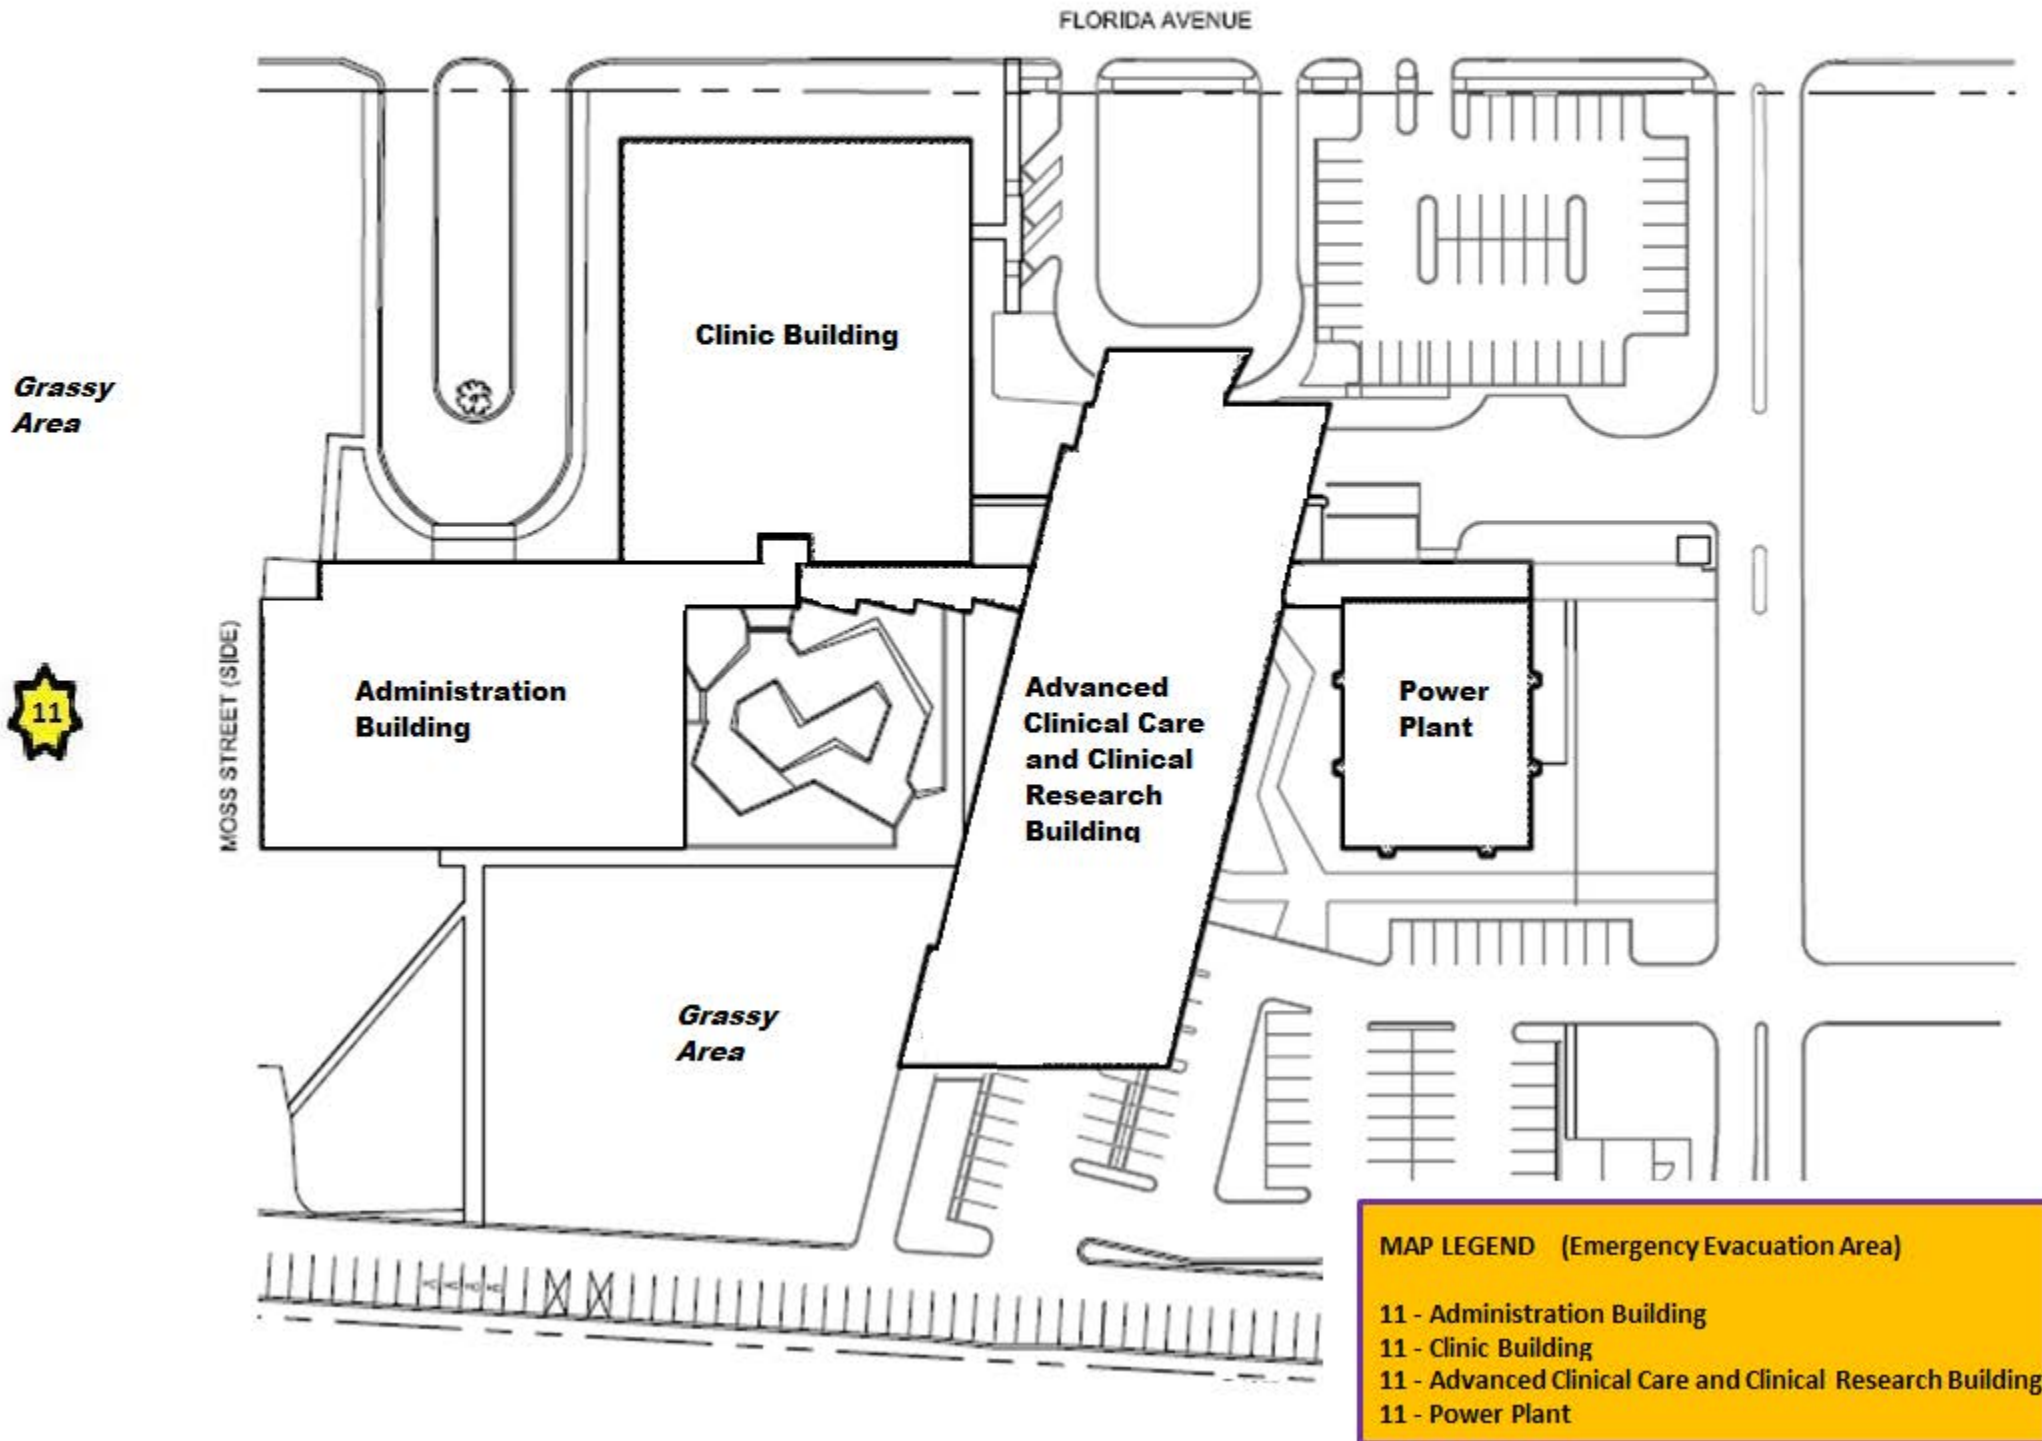 FLORIDA AVENUE
Clinic Building
Grassy
Area
MOSS STREET (SIDE)
11
Administration
Building
Advanced
Clinical Care
and Clinical
Research
Building
Power
Plant
Grassy
Area
MAP LEGEND (Emergency Evacuation Area)
11 - Administration Building
11 - Clinic Building
11 - Advanced Clinical Care and Clinical Research Building
11 - Power Plant